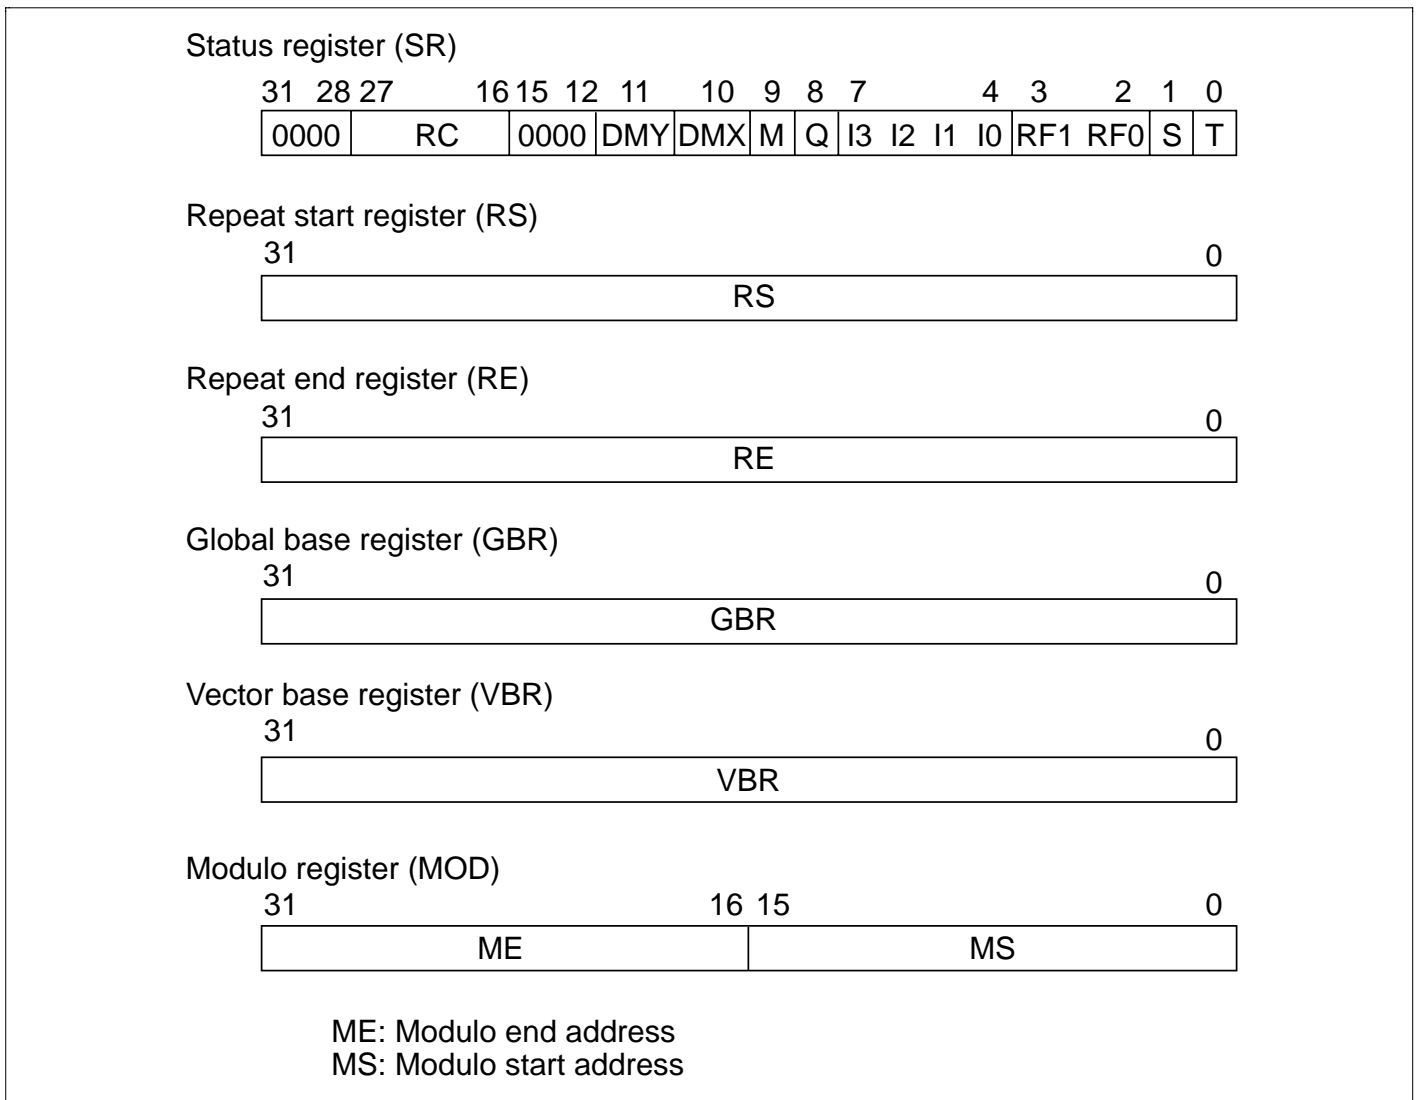 Status register (SR)
31 28 27 16 15 12 11 10 9 8 7 4 3 2 1 0
0000 RC 0000 DMY DMX M Q I3 I2 I1 I0 RF1 RF0 S T
Repeat start register (RS)
31 0
RS
Repeat end register (RE)
31 0
RE
Global base register (GBR)
31 0
GBR
Vector base register (VBR)
31 0
VBR
Modulo register (MOD)
31 16 15 0
ME MS
ME: Modulo end address
MS: Modulo start address